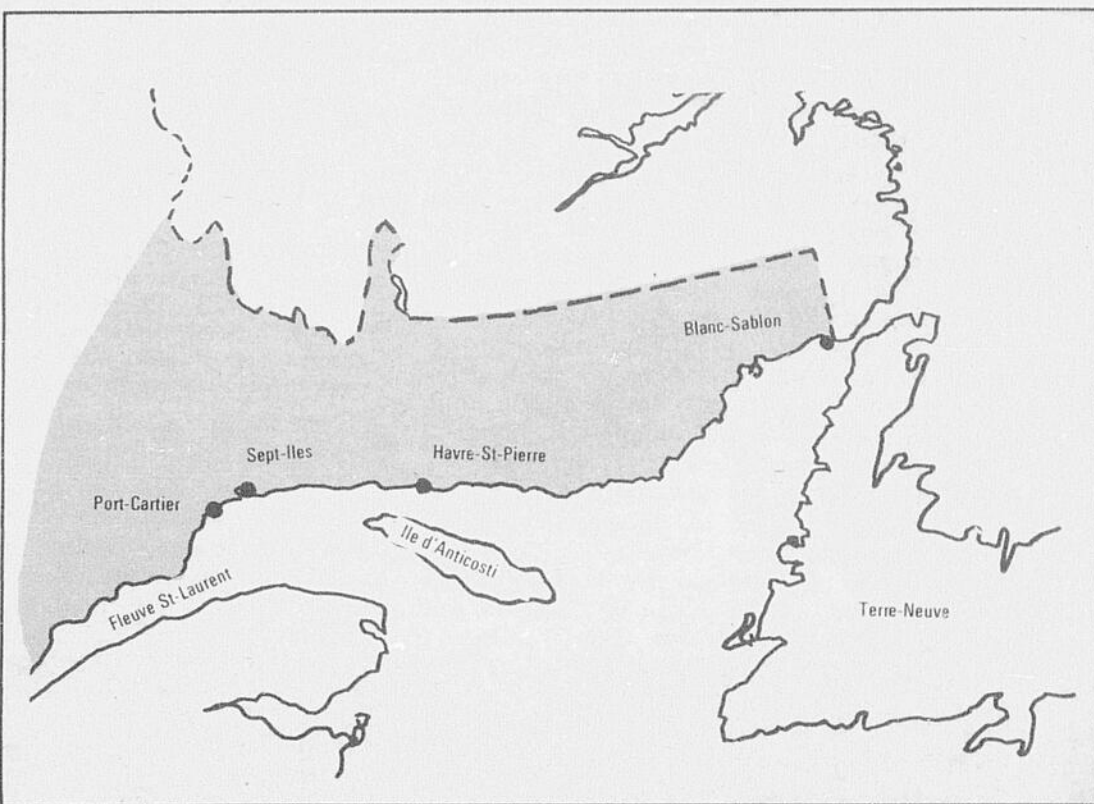 Blanc-Sablon
Sept-Iles
Havre-St-Pierre
Port-Cartier
Ile d'Anticosti
Fleuve St-Laurent
Terre-Neuve